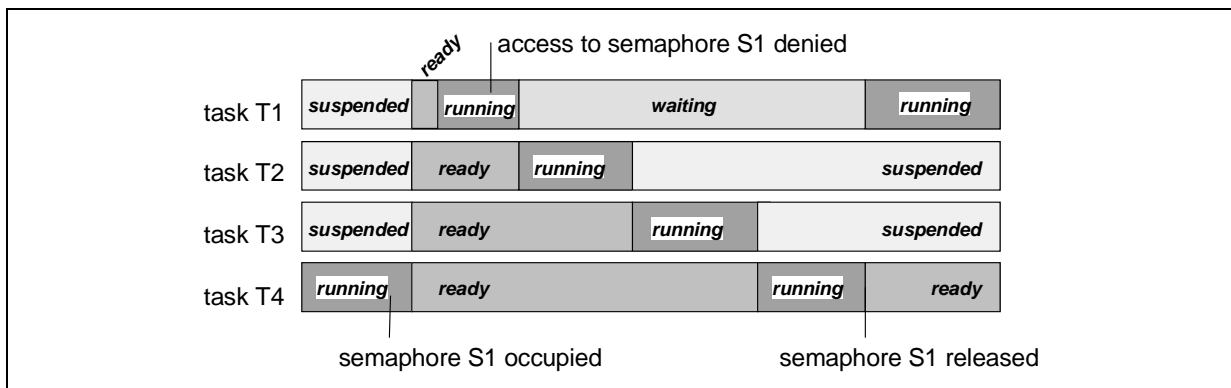 ready
access to semaphore S1 denied
task T1 suspended running waiting running
task T2 suspended ready running suspended
task T3 suspended ready running suspended
task T4 running ready running ready
semaphore S1 occupied semaphore S1 released